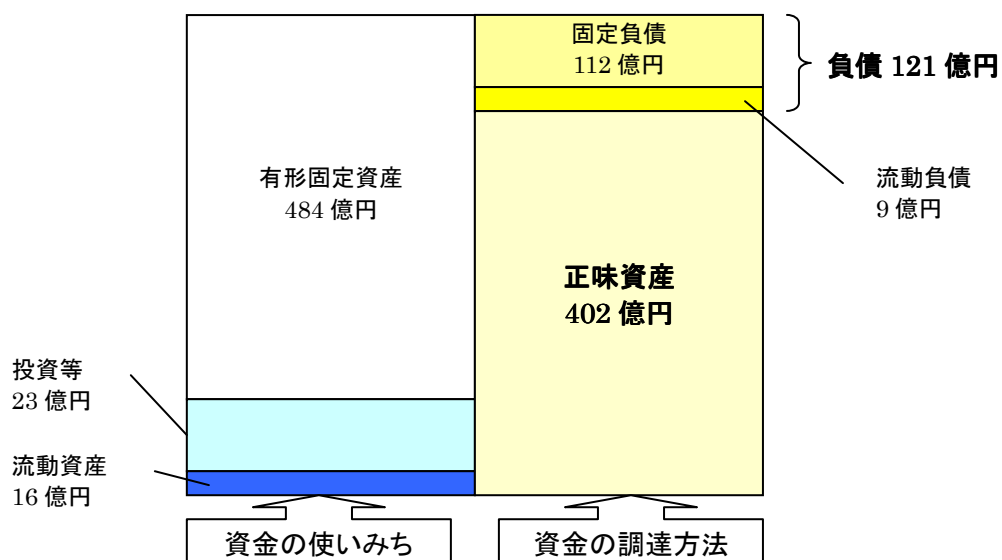 固定負債
112 億円
負債 121 億円
有形固定資産
484 億円
流動負債
9 億円
正味資産
402 億円
投資等
23 億円
流動資産
16 億円
資金の使いみち
資金の調達方法